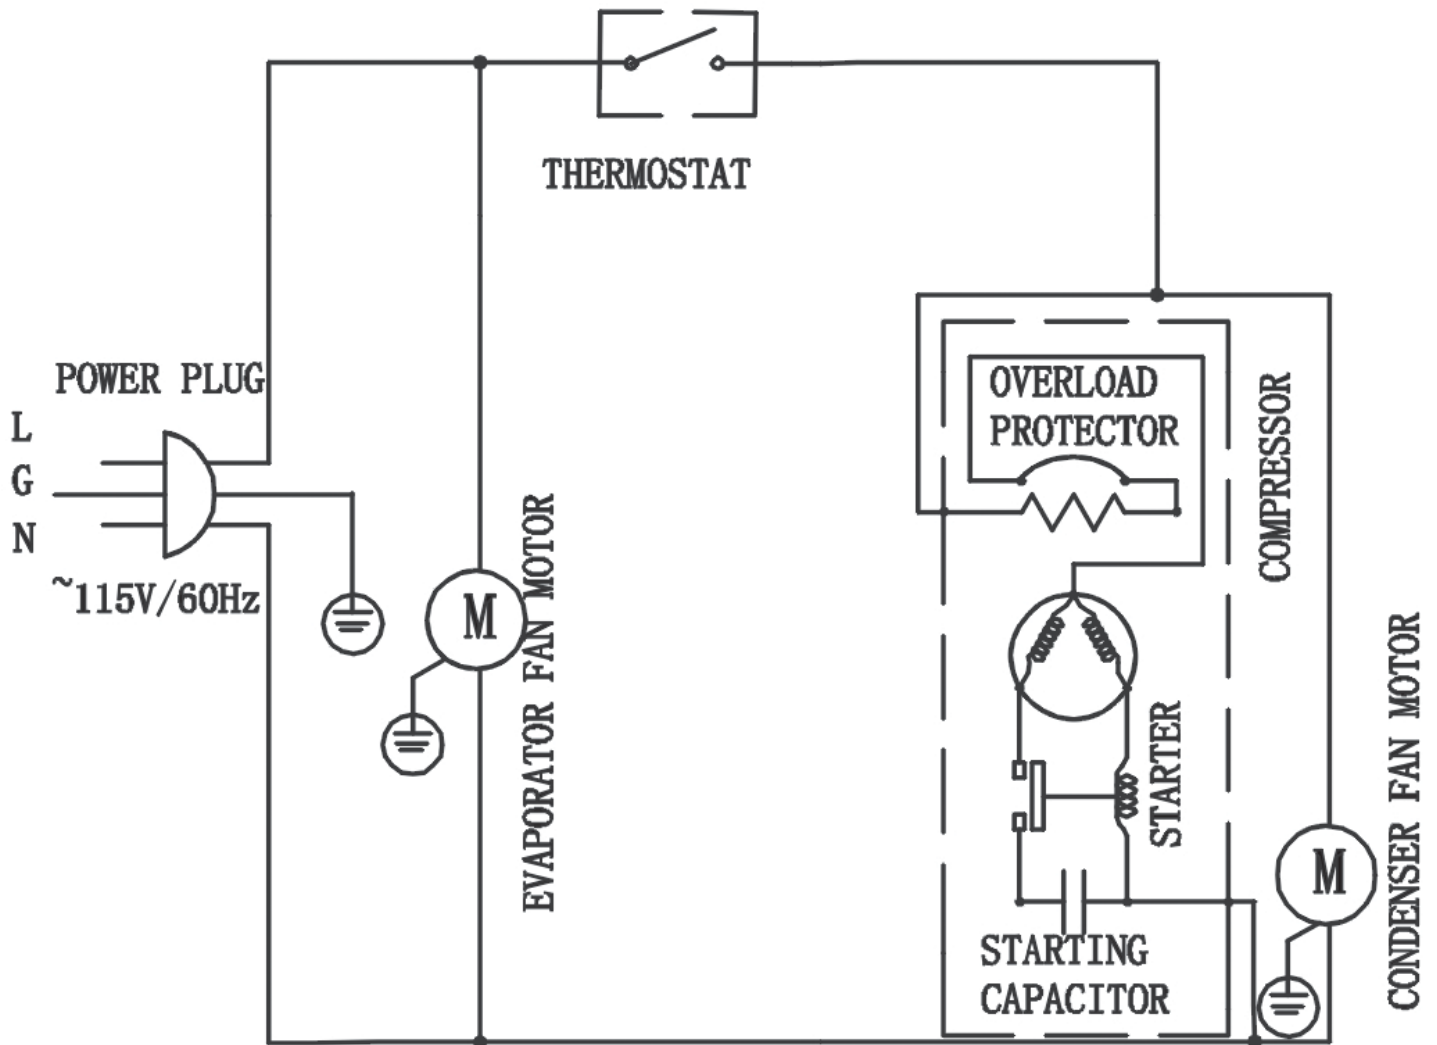 THERMOSTAT
POWER PLUG
L
G
N
~115V/60Hz
M
EVAPORATOR FAN MOTOR
OVERLOAD
PROTECTOR
COMPRESSOR
STARTER
STARTING
CAPACITOR
M
CONDENSER FAN MOTOR